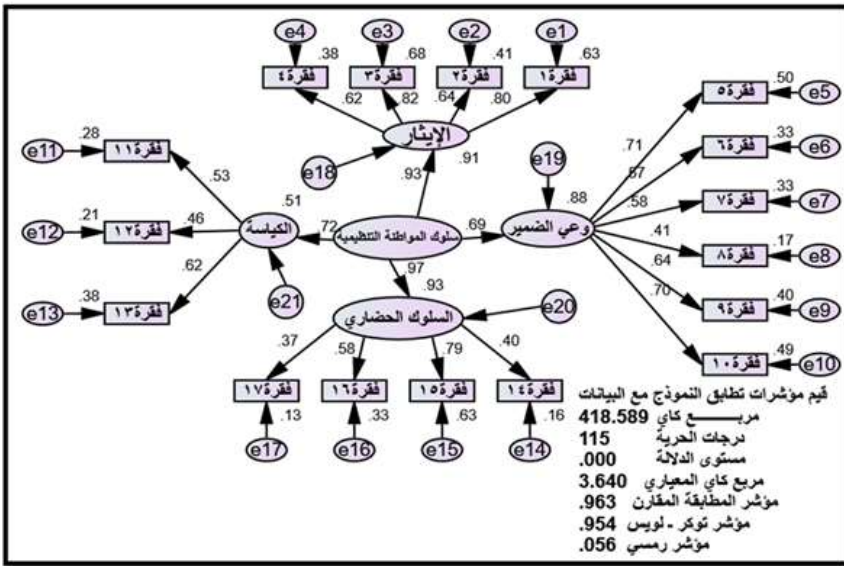 e4 e3 e2 e1
.38 .68 .41 .63
فقرة٤ فقرة٣ فقرة٢ فقرة١
.62 .82 .64 .80
الإيثار
e18
.91
.93
e19
.88
وعي الضمير
.69
.71
.67
.58
.41
.64
.70
.50
فقرة٥ e5
.33
فقرة٦ e6
.33
فقرة٧ e7
.17
فقرة٨ e8
.40
فقرة٩ e9
.49
فقرة١٠ e10
سلوك المواطنة التنظيمية
.72
.51
الكياسة
e21
.53
.46
.62
.28
e11 فقرة١١
.21
e12 فقرة١٢
.38
e13 فقرة١٣
.97
.93
السلوك الحضاري
e20
.37 .58 .79 .40
فقرة١٧ فقرة١٦ فقرة١٥ فقرة١٤
.13 .33 .63 .16
e17 e16 e15 e14
قيم مؤشرات تطابق النموذج مع البيانات
مربـــــــع كاي 418.589
درجات الحرية 115
مستوى الدلالة .000
مربع كاي المعياري 3.640
مؤشر المطابقة المقارن .963
مؤشر توكر - لويس .954
مؤشر رمسي .056